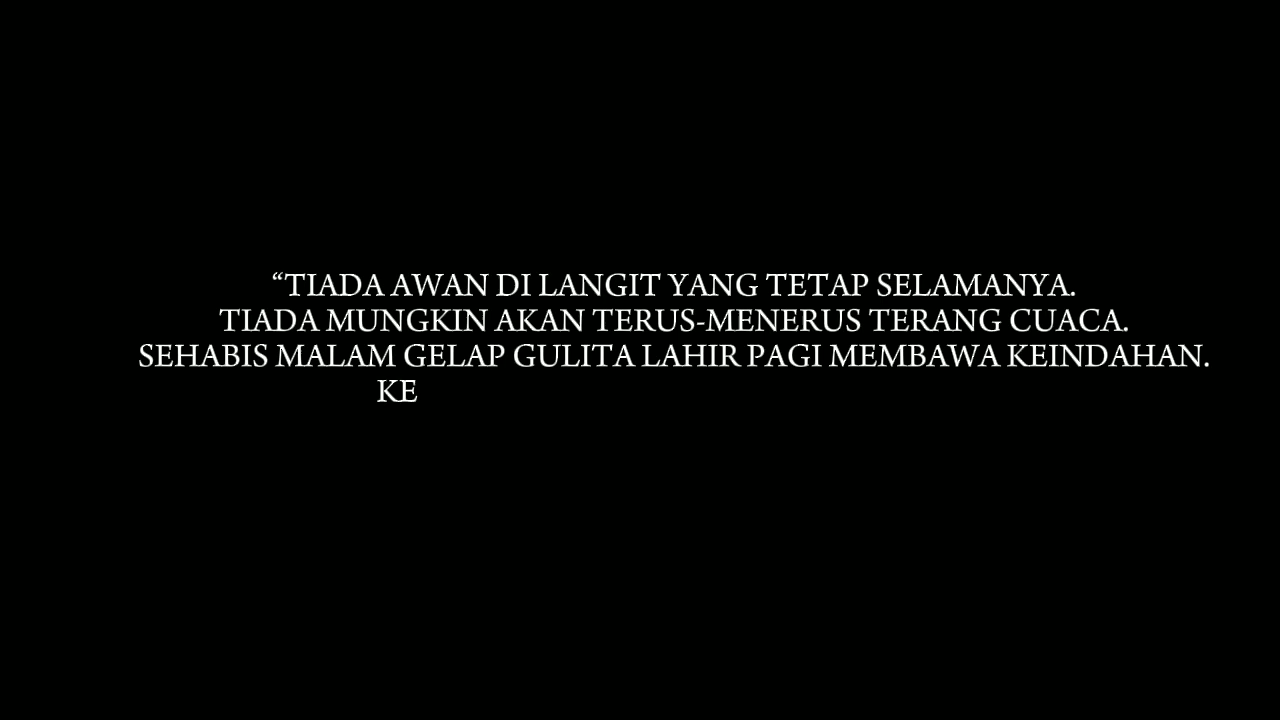 “TIADA AWAN DI LANGIT YANG TETAP SELAMANYA.
TIADA MUNGKIN AKAN TERUS-MENERUS TERANG CUACA.
SEHABIS MALAM GELAP GULITA LAHIR PAGI MEMBAWA KEINDAHAN.
KE